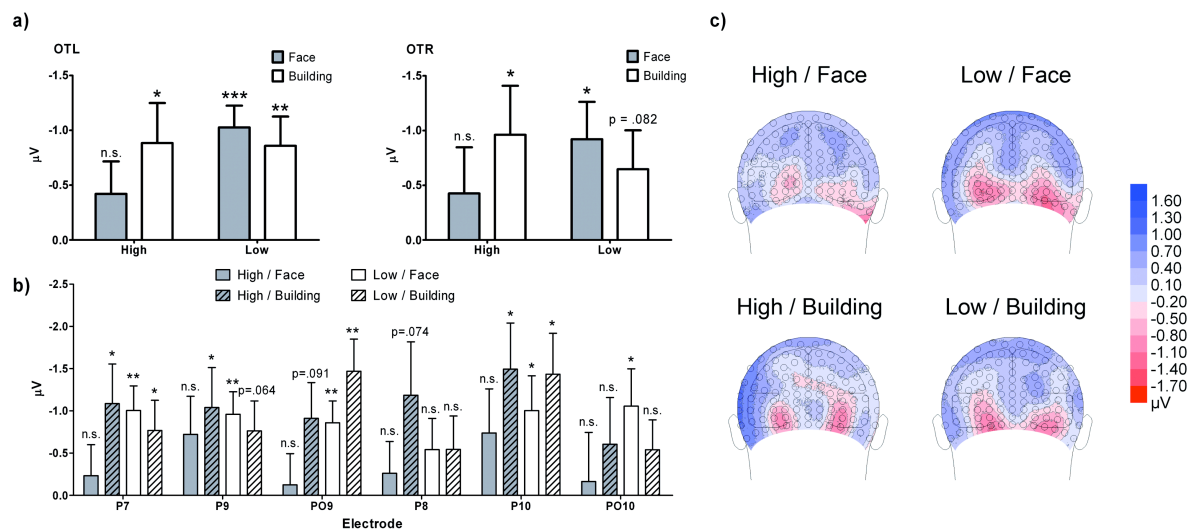 a)
OTL
Face
Building
-1.5
-1.0
-0.5
0.0
µV
n.s.
*
***
**
High
Low
OTR
Face
Building
-1.5
-1.0
-0.5
0.0
µV
n.s.
*
*
p = .082
High
Low
b)
High / Face
Low / Face
High / Building
Low / Building
-2.5
-2.0
-1.5
-1.0
-0.5
0.0
µV
n.s.
*
**
*
n.s.
*
**
p=.064
n.s.
p=.091
**
**
n.s.
p=.074
n.s.
n.s.
n.s.
*
*
*
n.s.
n.s.
*
n.s.
P7
P9
PO9
P8
P10
PO10
Electrode
c)
High / Face
Low / Face
High / Building
Low / Building
1.60
1.30
1.00
0.70
0.40
0.10
-0.20
-0.50
-0.80
-1.10
-1.40
-1.70
µV